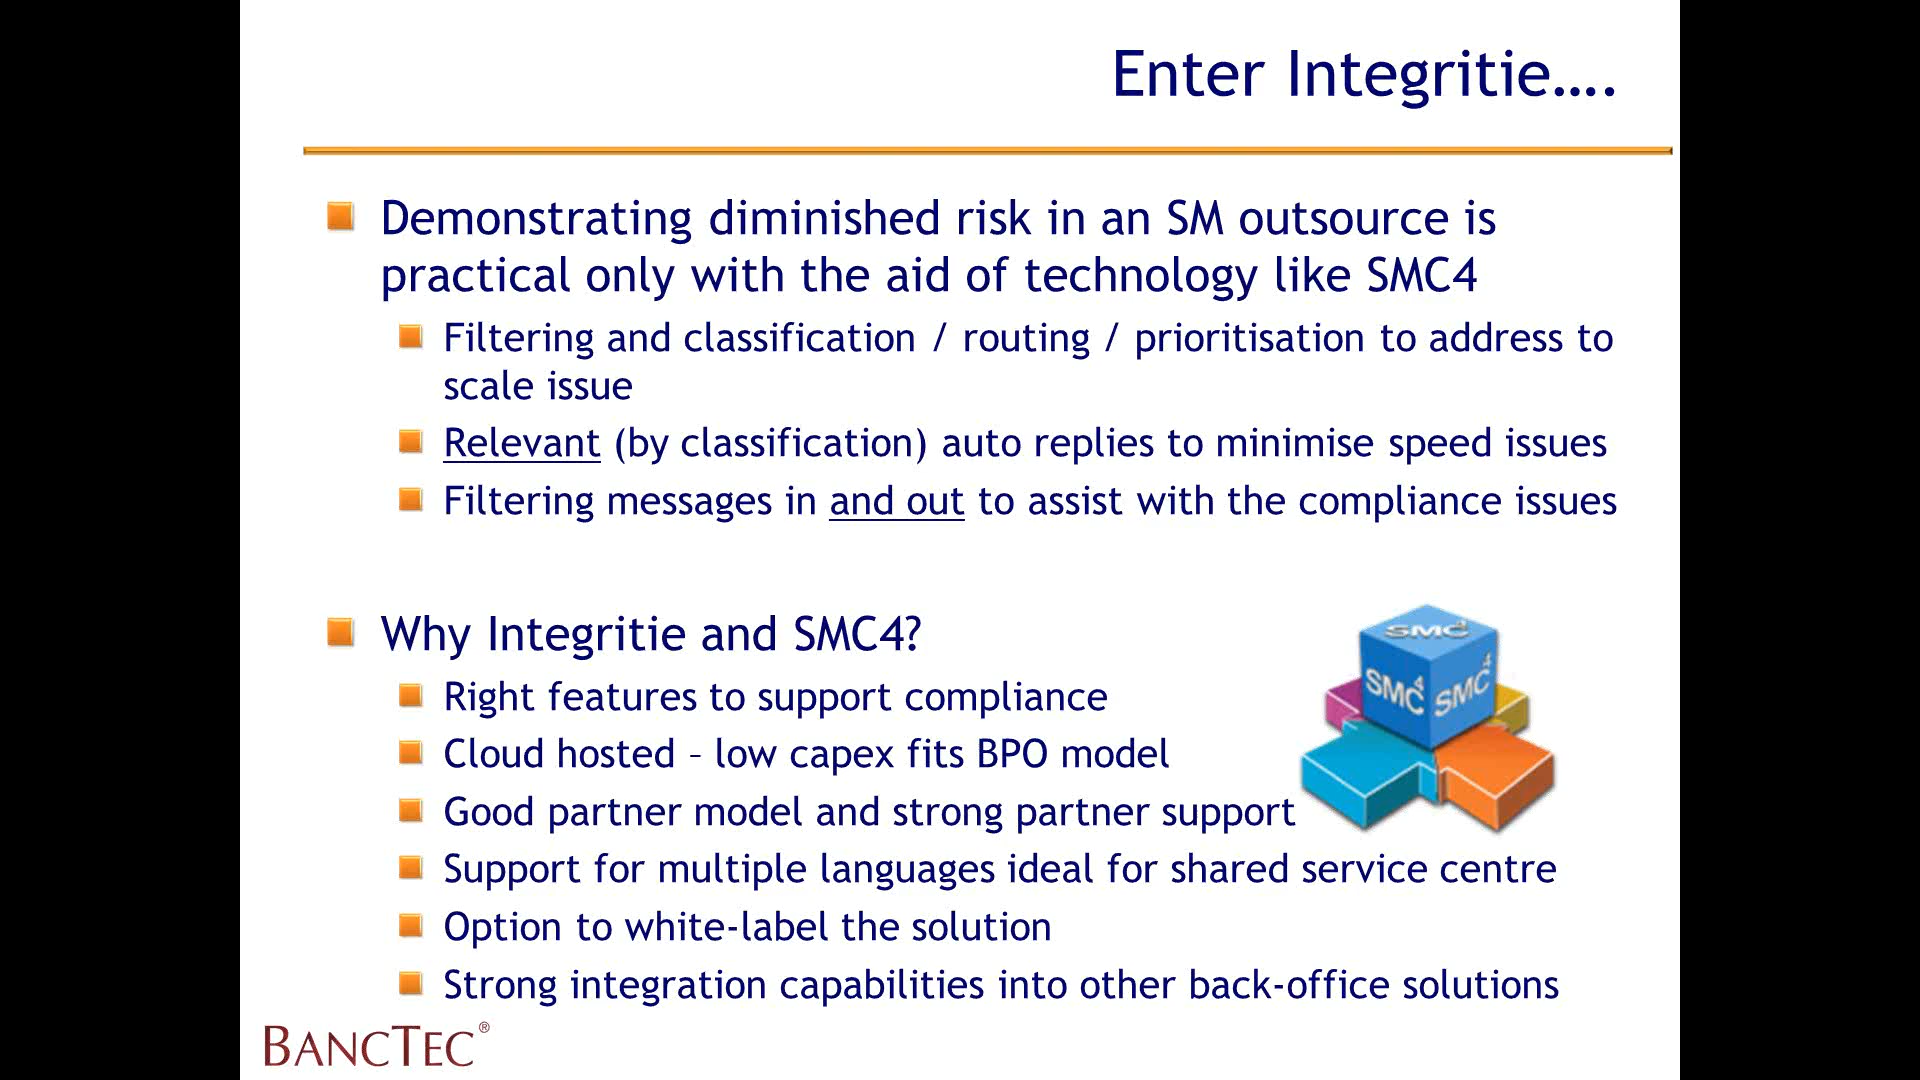 Enter Integritie….
Demonstrating diminished risk in an SM outsource is
practical only with the aid of technology like SMC4
Filtering and classification / routing / prioritisation to address to
scale issue
Relevant (by classification) auto replies to minimise speed issues
Filtering messages in and out to assist with the compliance issues
Why Integritie and SMC4?
SMC4
SMC4 SMC4
Right features to support compliance
Cloud hosted – low capex fits BPO model
Good partner model and strong partner support
Support for multiple languages ideal for shared service centre
Option to white-label the solution
Strong integration capabilities into other back-office solutions
BANCTEC®